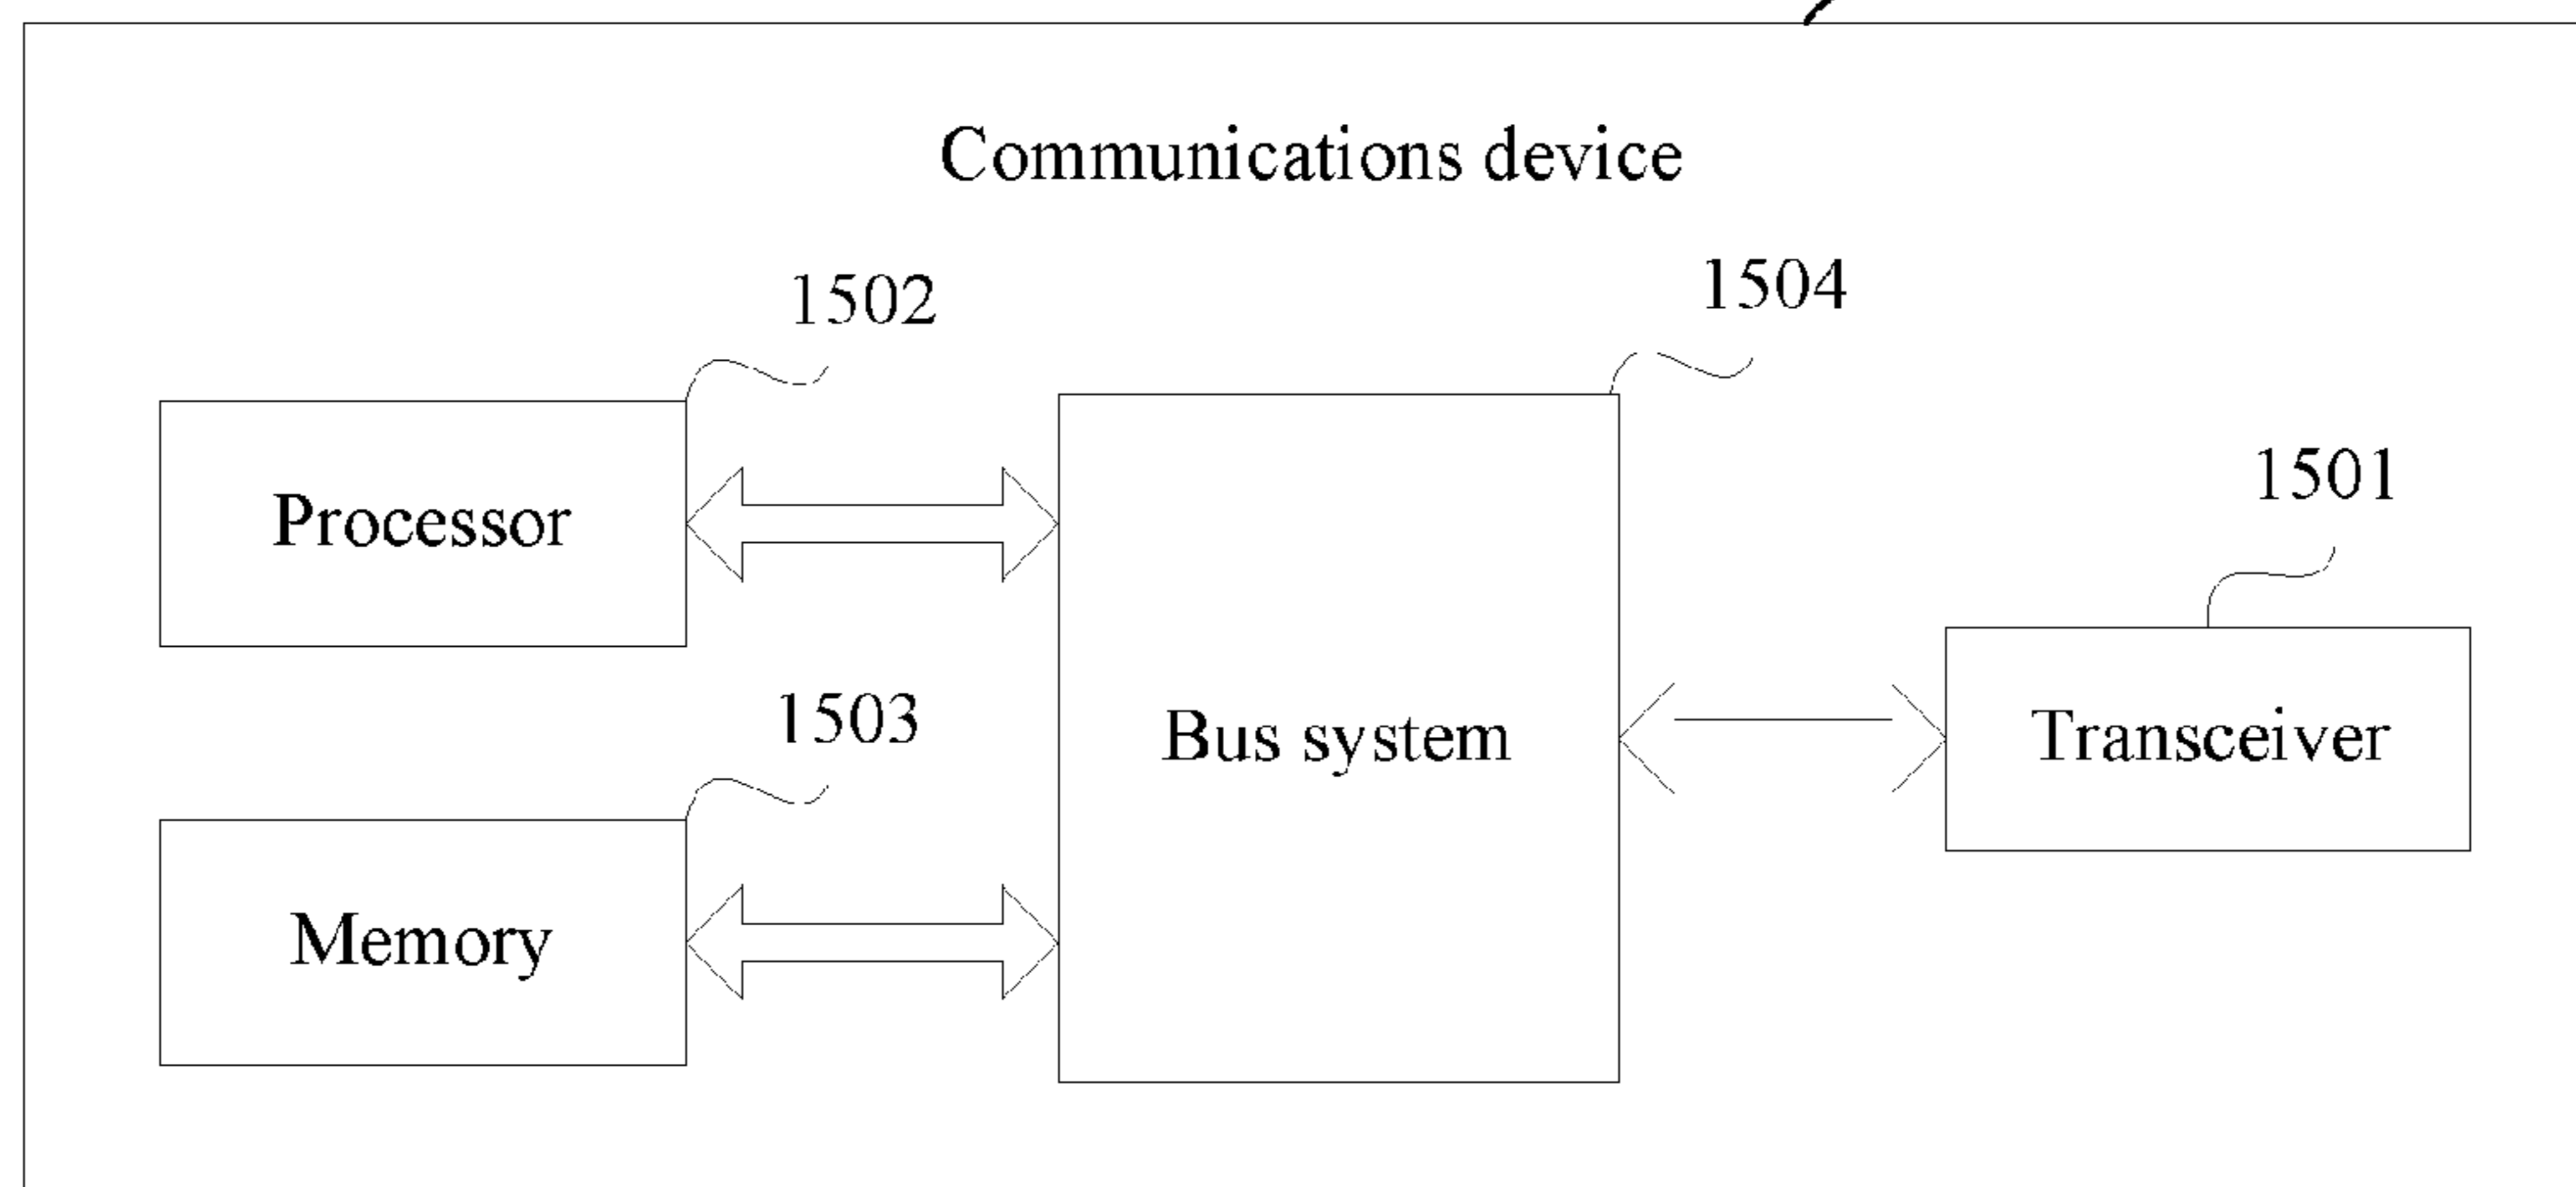 Communications device
1502
1504
Processor
1501
Bus system
Transceiver
1503
Memory